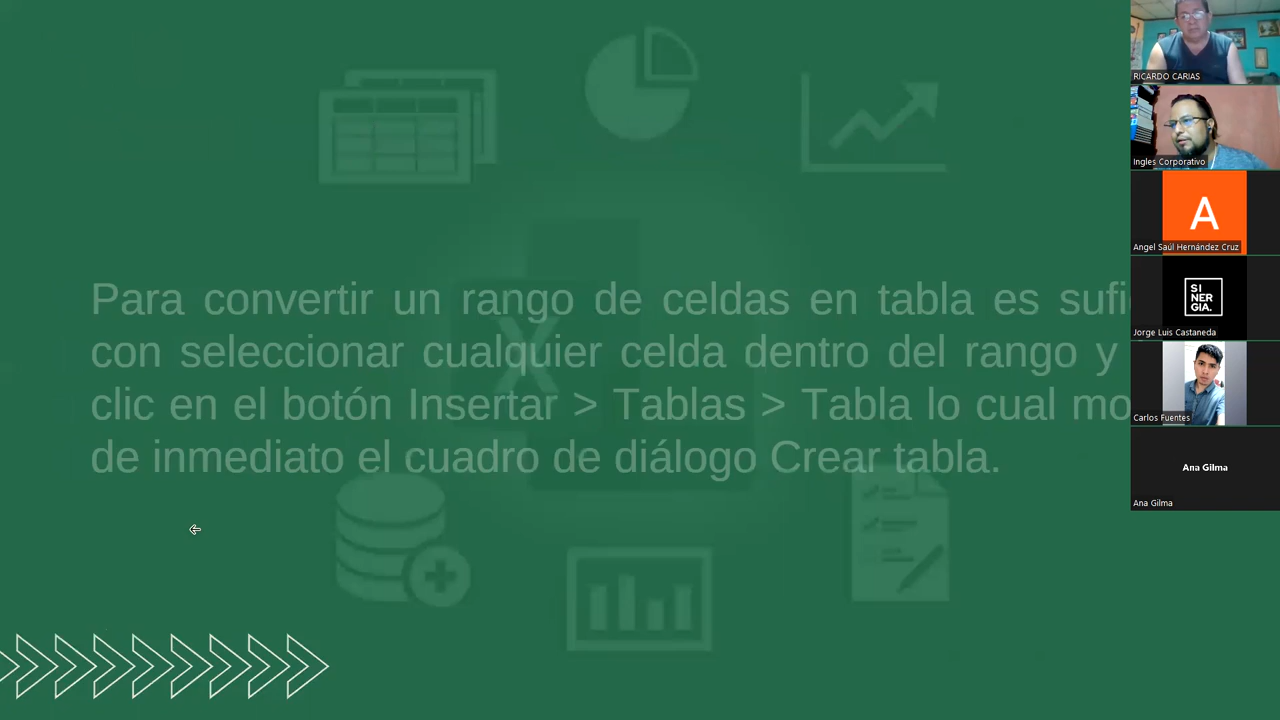 Para convertir un rango de celdas en tabla es
con seleccionar cualquier celda dentro del rango y
clic en el botón Insertar > Tablas > Tabla lo cual
de inmediato el cuadro de diálogo Crear tabla.
X
RICARDO CARIAS
Ingles Corporativo
A
Angel Saúl Hernández Cruz
SI
NER
GIA.
Jorge Luis Castaneda
Carlos Fuentes
Ana Gilma
Ana Gilma